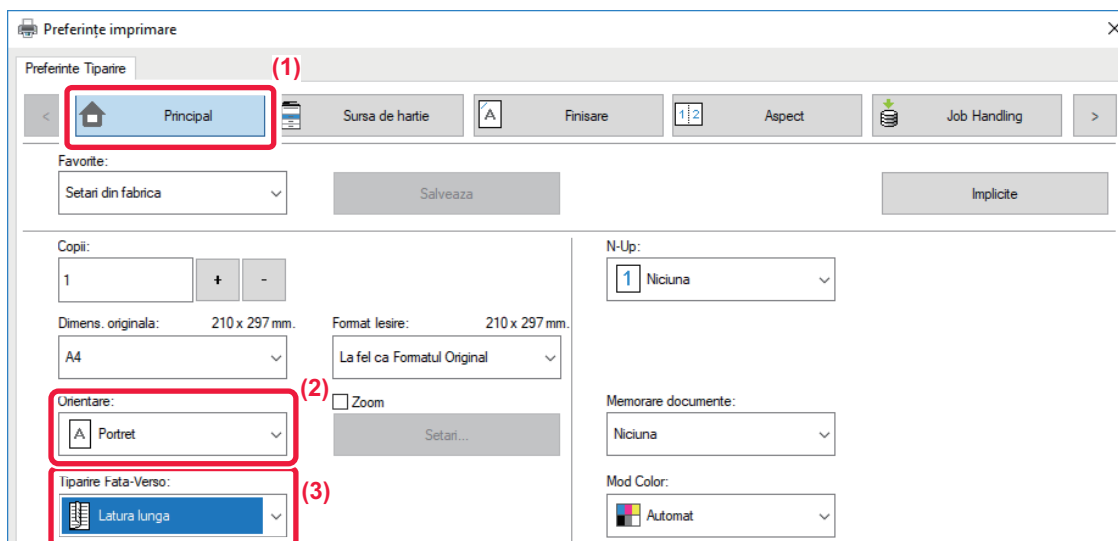 Preferințe imprimare
Preferinte Tiparire
(1)
< Principal Sursa de hartie Finisare Aspect Job Handling >
Favorite:
Setari din fabrica Salveaza Implicite
Copii: N-Up:
1 + - 1 Niciuna
Dimens. originala: 210 x 297 mm. Format Iesire: 210 x 297 mm.
A4 La fel ca Formatul Original
(2)
Orientare: Zoom Memorare documente:
A Portret Setari... Niciuna
Tiparire Fata-Verso: (3) Mod Color:
Latura lunga Automat